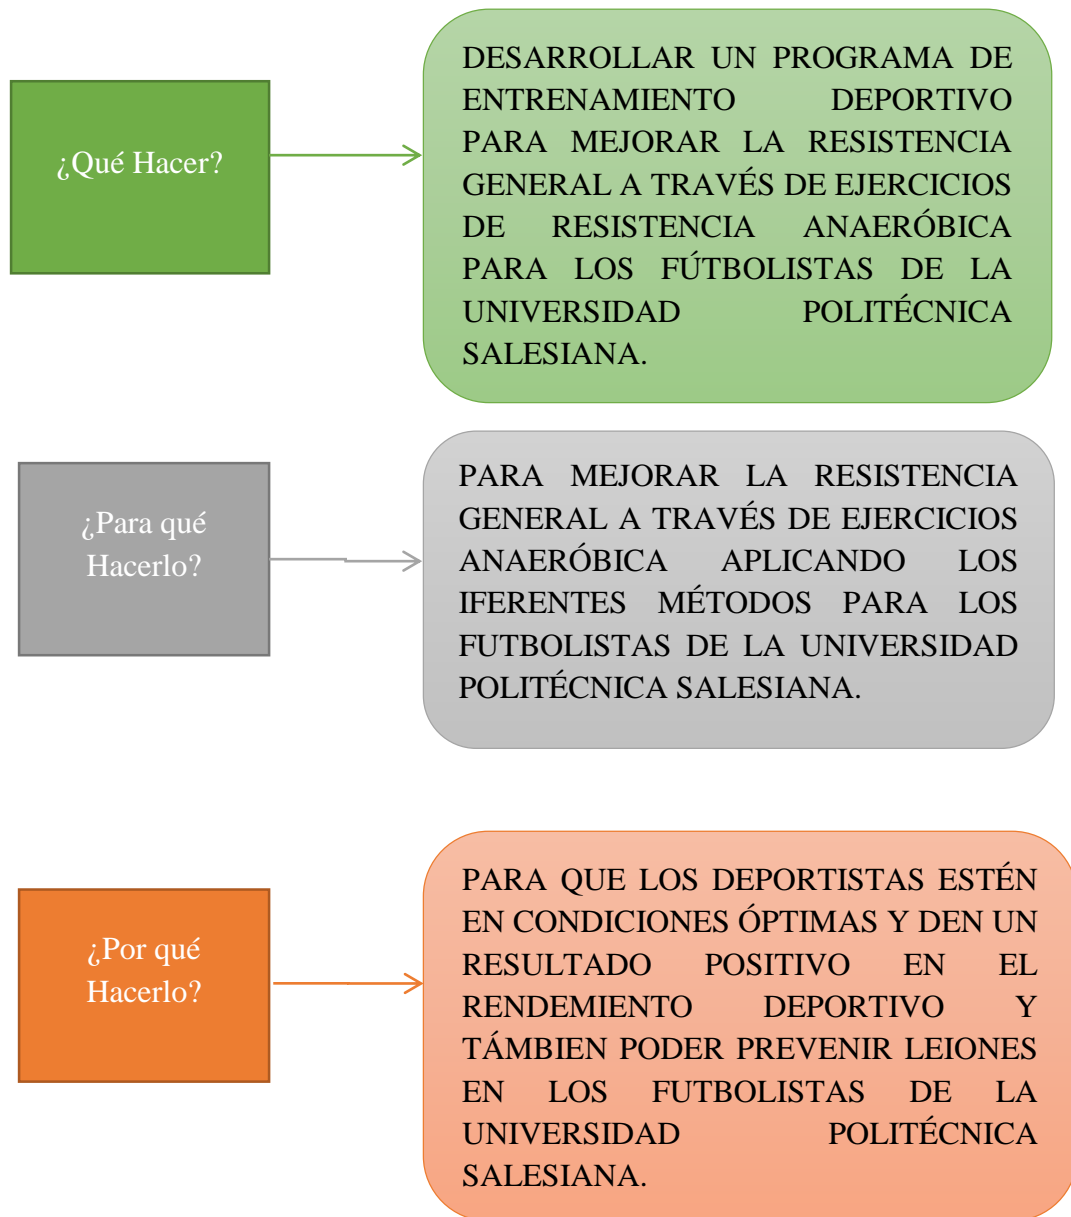 ¿Qué Hacer?
DESARROLLAR UN PROGRAMA DE
ENTRENAMIENTO DEPORTIVO
PARA MEJORAR LA RESISTENCIA
GENERAL A TRAVÉS DE EJERCICIOS
DE RESISTENCIA ANAERÓBICA
PARA LOS FÚTBOLISTAS DE LA
UNIVERSIDAD POLITÉCNICA
SALESIANA.
¿Para qué
Hacerlo?
PARA MEJORAR LA RESISTENCIA
GENERAL A TRAVÉS DE EJERCICIOS
ANAERÓBICA APLICANDO LOS
IFERENTES MÉTODOS PARA LOS
FUTBOLISTAS DE LA UNIVERSIDAD
POLITÉCNICA SALESIANA.
¿Por qué
Hacerlo?
PARA QUE LOS DEPORTISTAS ESTÉN
EN CONDICIONES ÓPTIMAS Y DEN UN
RESULTADO POSITIVO EN EL
RENDEMIENTO DEPORTIVO Y
TÁMBIEN PODER PREVENIR LEIONES
EN LOS FUTBOLISTAS DE LA
UNIVERSIDAD POLITÉCNICA
SALESIANA.